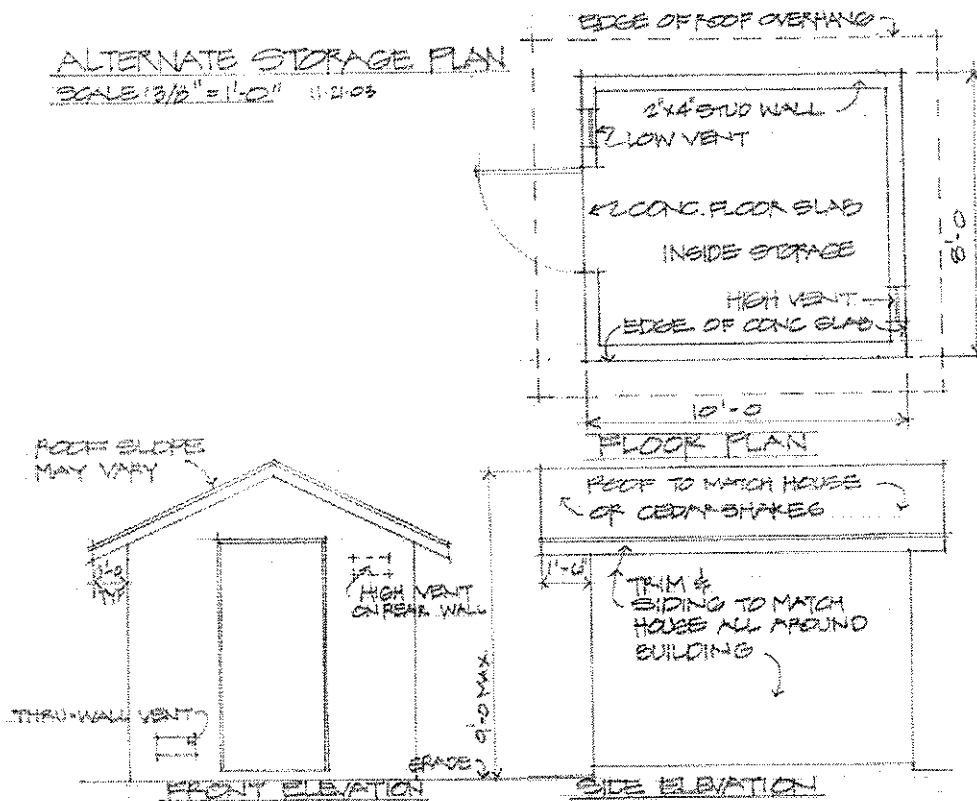 ALTERNATE STORAGE PLAN
SCALE: 3/8" = 1'-0" 11-21-03
EDGE OF ROOF OVERHANG
2"X4" STUD WALL
LOW VENT
CONC. FLOOR SLAB
INSIDE STORAGE
HIGH VENT
EDGE OF CONC SLAB
8'-0
10'-0
FLOOR PLAN
ROOF SLOPE
MAY VARY
1'-0
TYP
HIGH VENT
ON REAR WALL
THRU-WALL VENT
GRADE
9'-0 MAX.
FRONT ELEVATION
ROOF TO MATCH HOUSE
OR CEDAR SHAKES
1'-6"
TRIM &
SIDING TO MATCH
HOUSE ALL AROUND
BUILDING
SIDE ELEVATION